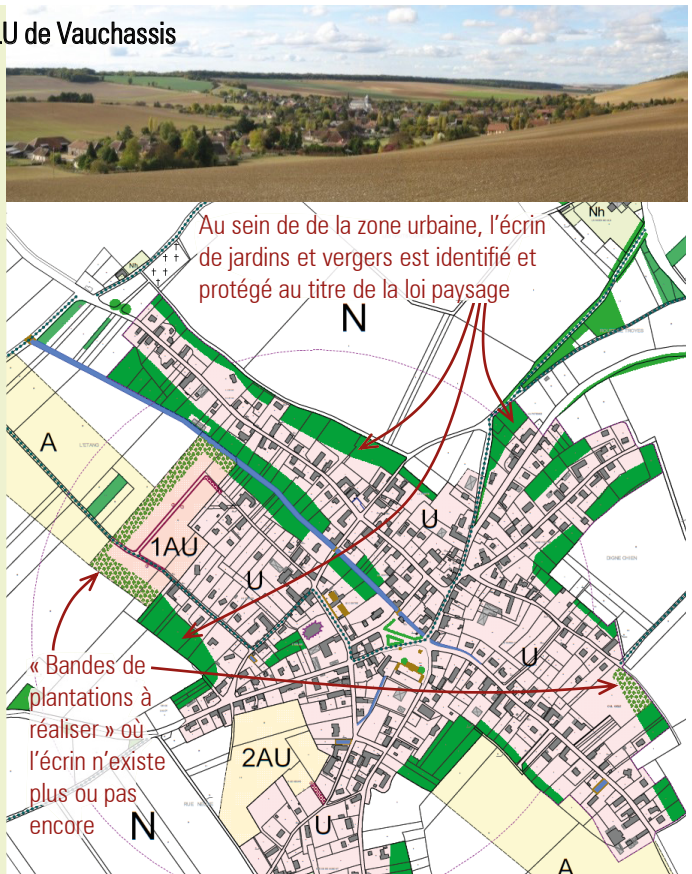 LU de Vauchassis
Au sein de de la zone urbaine, l'écrin
de jardins et vergers est identifié et
protégé au titre de la loi paysage
Nh
Nh
N
A
L'ETANG
U
1AU
U
U
« Bandes de
plantations à
réaliser » où
l'écrin n'existe
plus ou pas
encore
2AU
N
U
A